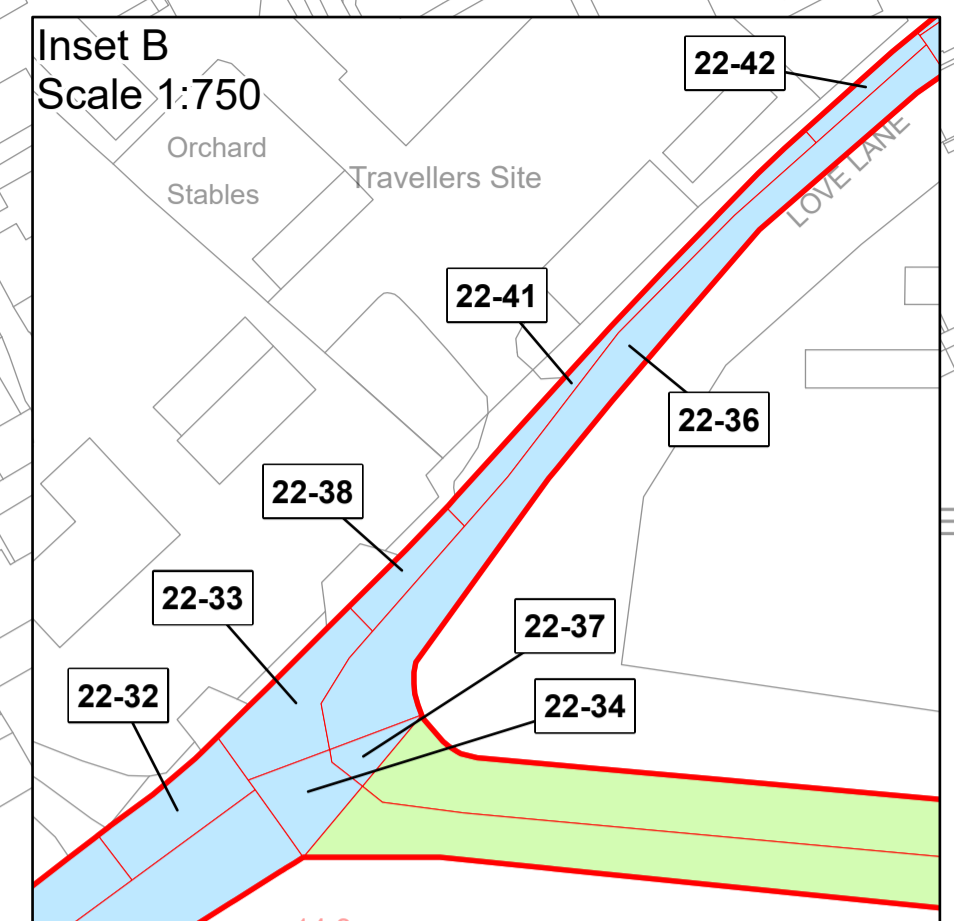 Inset B
Scale 1:750
22-42
Orchard
Stables
Travellers Site
LOVE LANE
22-41
22-36
22-38
22-33
22-37
22-32
22-34